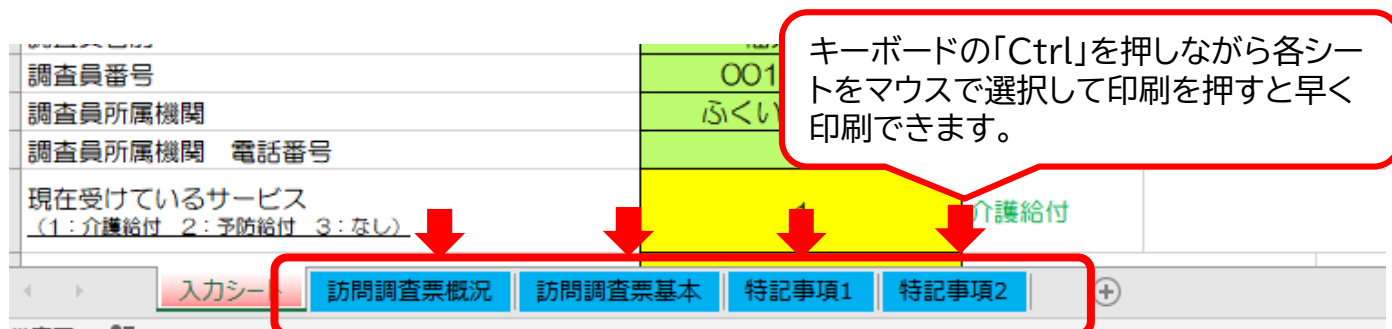 キーボードの「Ctrl」を押しながら各シー
トをマウスで選択して印刷を押すと早く
印刷できます。
調査員番号 001
調査員所属機関 ふくい
調査員所属機関　電話番号
現在受けているサービス
(1：介護給付　2：予防給付　3：なし) 介護給付
入力シート 訪問調査票概況 訪問調査票基本 特記事項1 特記事項2